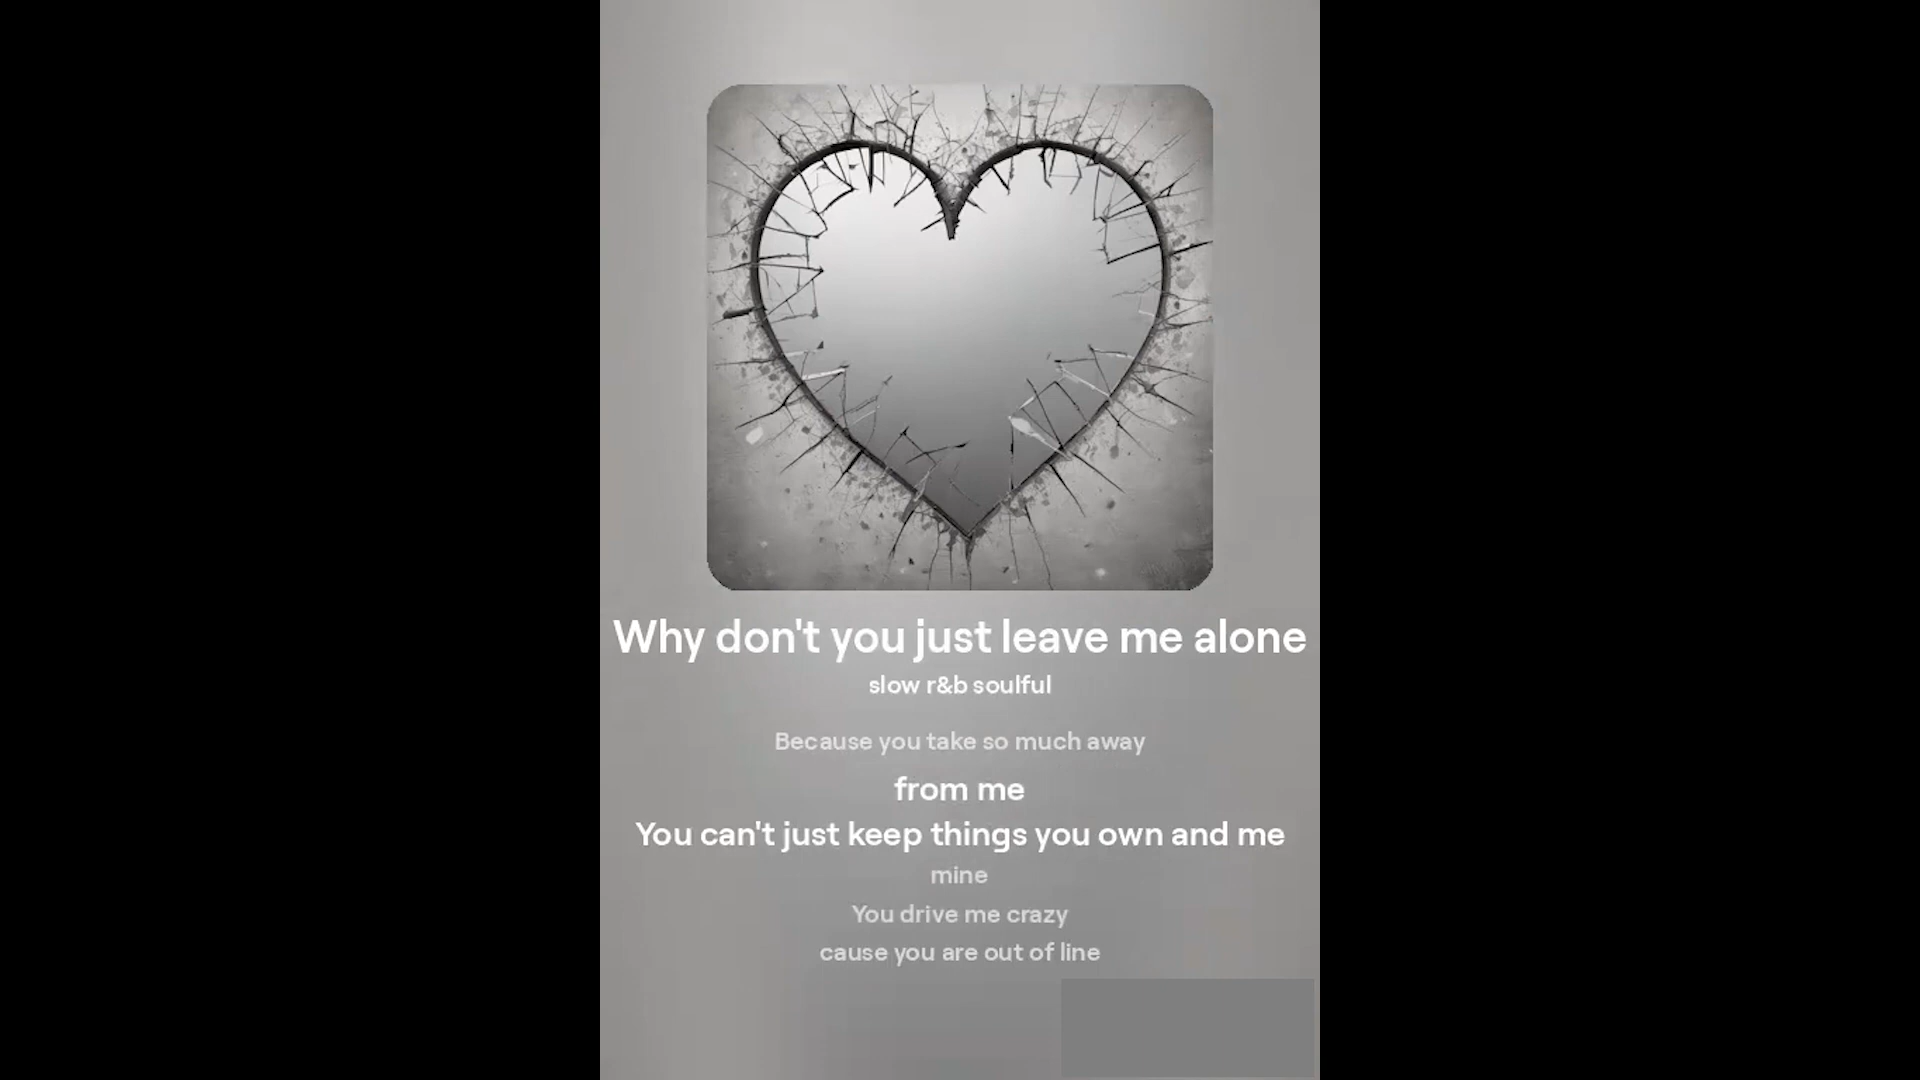 Why don't you just leave me alone
slow r&b soulful
Because you take so much away
from me
You can't just keep things you own and me
mine
You drive me crazy
cause you are out of line